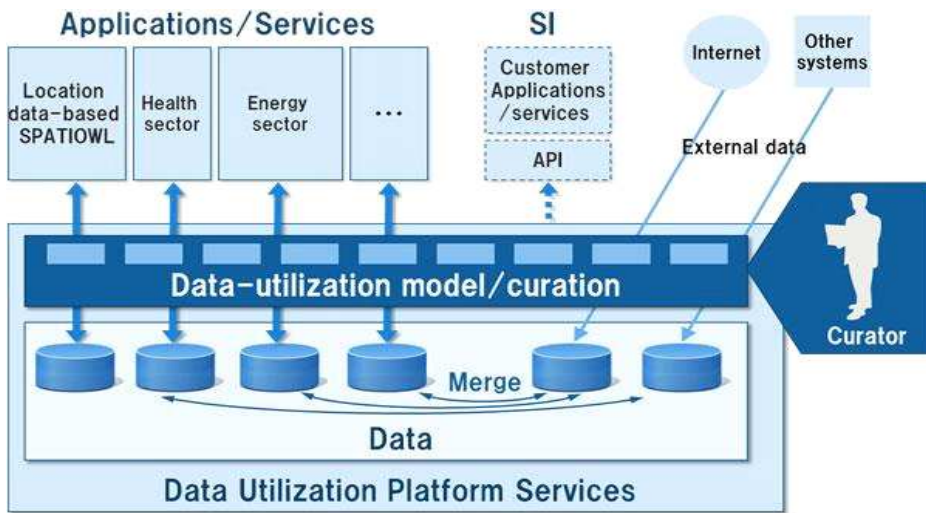 Applications/Services
SI
Internet
Other
systems
Location
data-based
SPATIOWL
Health
sector
Energy
sector
...
Customer
Applications
/services
API
External data
Data-utilization model/curation
Curator
Merge
Data
Data Utilization Platform Services